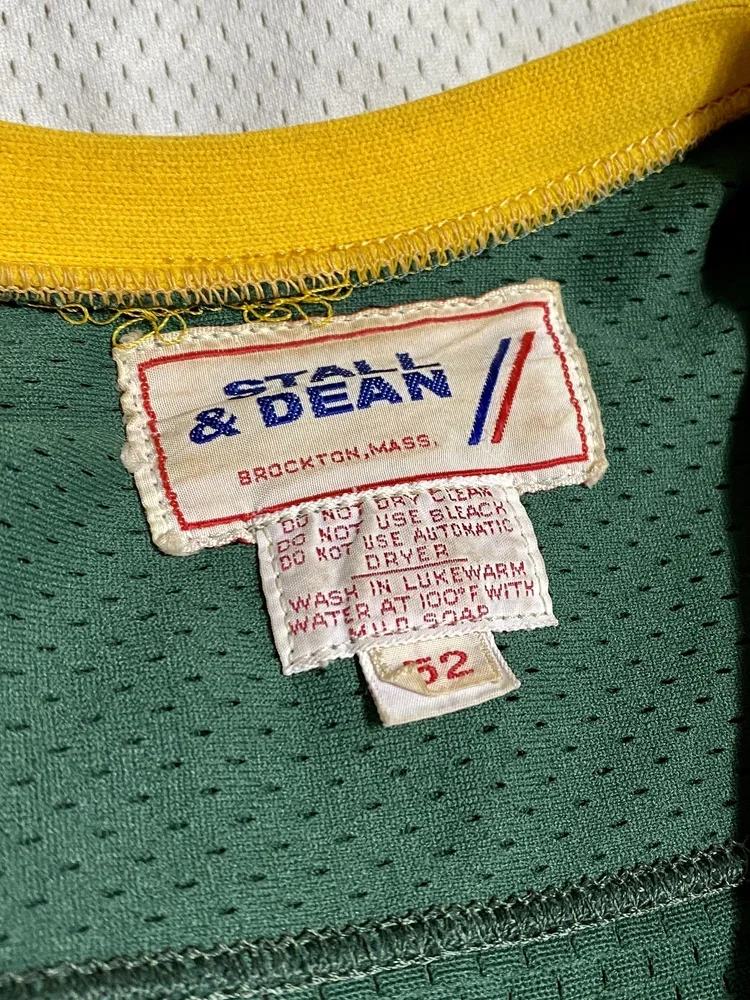 STALL
& DEAN
BROCKTON, MASS.
DO NOT DRY CLEAN
DO NOT USE BLEACH
DO NOT USE AUTOMATIC
DRYER
WASH IN LUKEWARM
WATER AT 100°F WITH
MILD SOAP
52